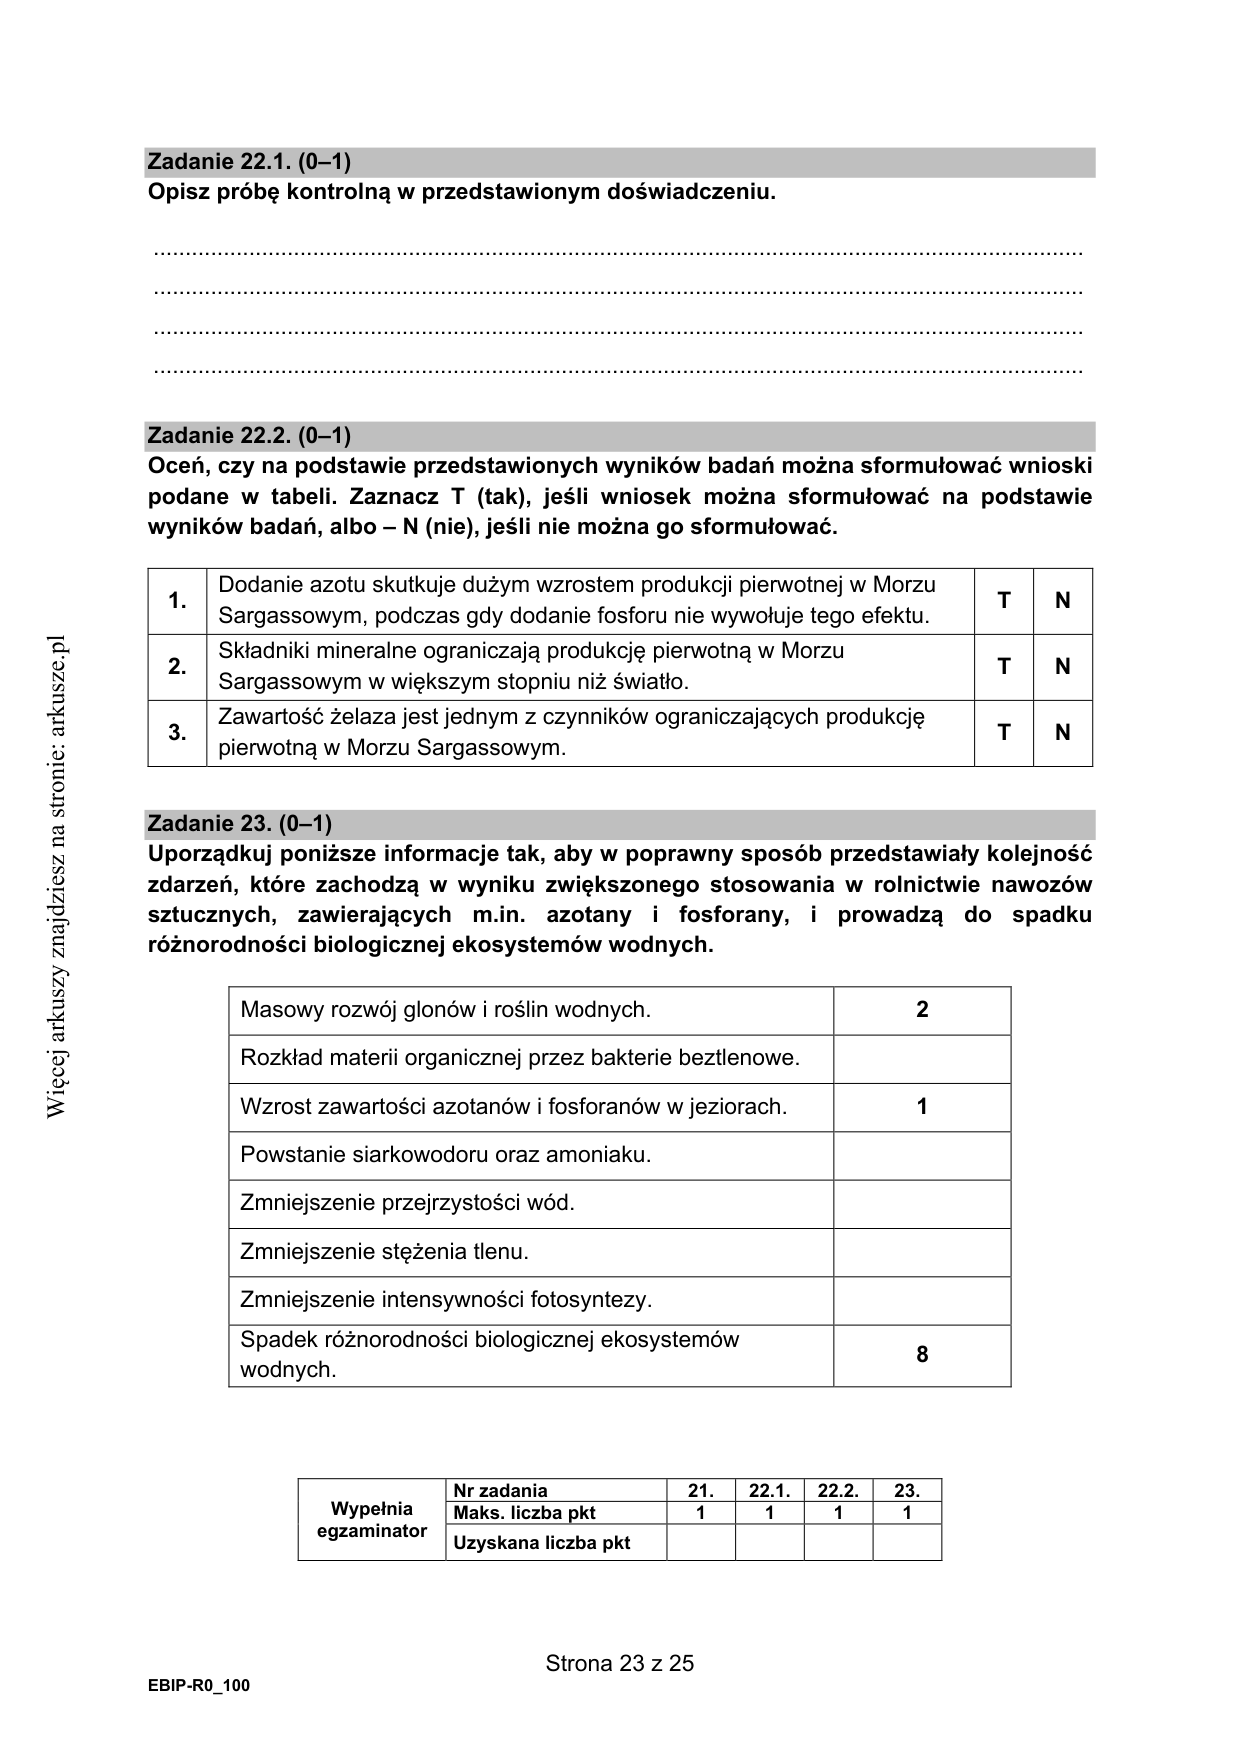 Zadanie 22.1. (0–1)
Opisz próbę kontrolną w przedstawionym doświadczeniu.
....................................................................................................................................................
....................................................................................................................................................
....................................................................................................................................................
....................................................................................................................................................
Zadanie 22.2. (0–1)
Oceń, czy na podstawie przedstawionych wyników badań można sformułować wnioski
podane w tabeli. Zaznacz T (tak), jeśli wniosek można sformułować na podstawie
wyników badań, albo – N (nie), jeśli nie można go sformułować.
1. Dodanie azotu skutkuje dużym wzrostem produkcji pierwotnej w Morzu
Sargassowym, podczas gdy dodanie fosforu nie wywołuje tego efektu. T N
2. Składniki mineralne ograniczają produkcję pierwotną w Morzu
Sargassowym w większym stopniu niż światło. T N
3. Zawartość żelaza jest jednym z czynników ograniczających produkcję
pierwotną w Morzu Sargassowym. T N
Zadanie 23. (0–1)
Uporządkuj poniższe informacje tak, aby w poprawny sposób przedstawiały kolejność
zdarzeń, które zachodzą w wyniku zwiększonego stosowania w rolnictwie nawozów
sztucznych, zawierających m.in. azotany i fosforany, i prowadzą do spadku
różnorodności biologicznej ekosystemów wodnych.
Masowy rozwój glonów i roślin wodnych. 2
Rozkład materii organicznej przez bakterie beztlenowe.
Wzrost zawartości azotanów i fosforanów w jeziorach. 1
Powstanie siarkowodoru oraz amoniaku.
Zmniejszenie przejrzystości wód.
Zmniejszenie stężenia tlenu.
Zmniejszenie intensywności fotosyntezy.
Spadek różnorodności biologicznej ekosystemów
wodnych. 8
Wypełnia
egzaminator
Nr zadania 21. 22.1. 22.2. 23.
Maks. liczba pkt 1 1 1 1
Uzyskana liczba pkt
Strona 23 z 25
EBIP-R0_100
Więcej arkuszy znajdziesz na stronie: arkusze.pl